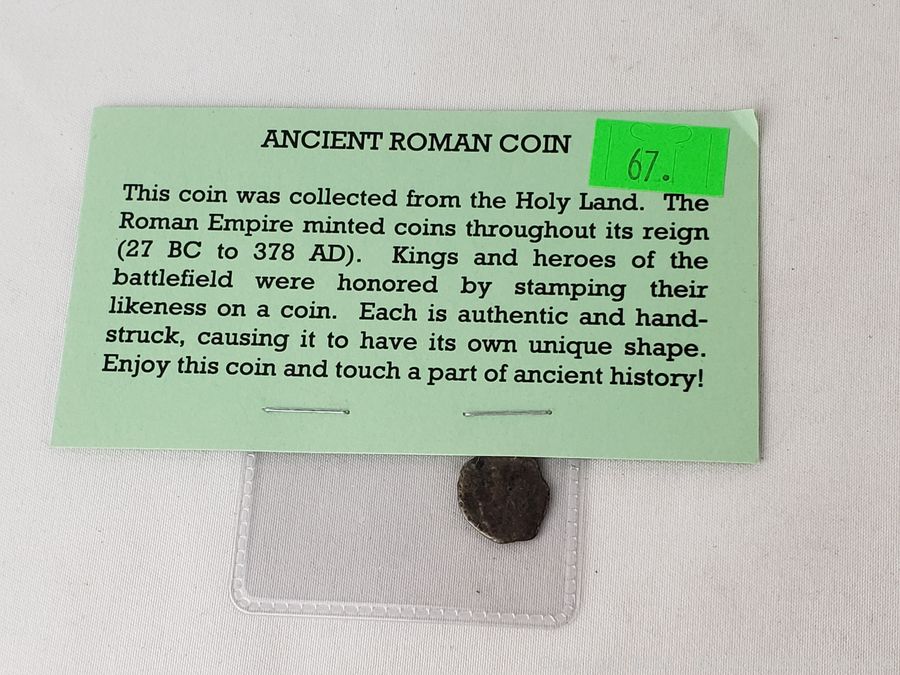 ANCIENT ROMAN COIN
67.
This coin was collected from the Holy Land. The
Roman Empire minted coins throughout its reign
(27 BC to 378 AD). Kings and heroes of the
battlefield were honored by stamping their
likeness on a coin. Each is authentic and hand-
struck, causing it to have its own unique shape.
Enjoy this coin and touch a part of ancient history!